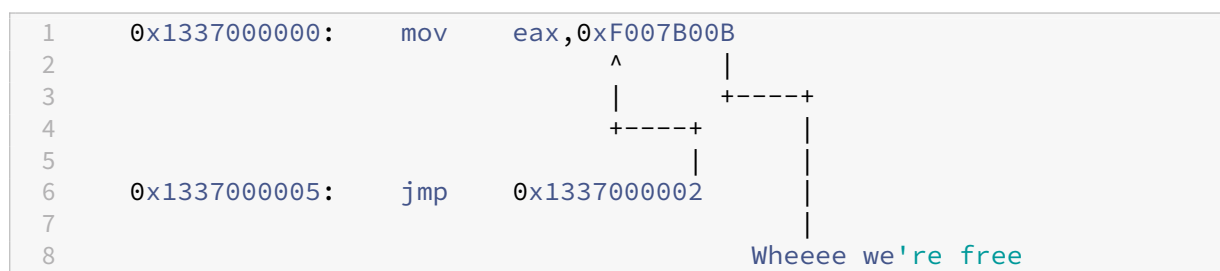 1 0x1337000000: mov eax,0xF007B00B
2 ^ |
3 | +----+
4 +----+ |
5 | |
6 0x1337000005: jmp 0x1337000002 |
7 |
8 Wheeee we're free